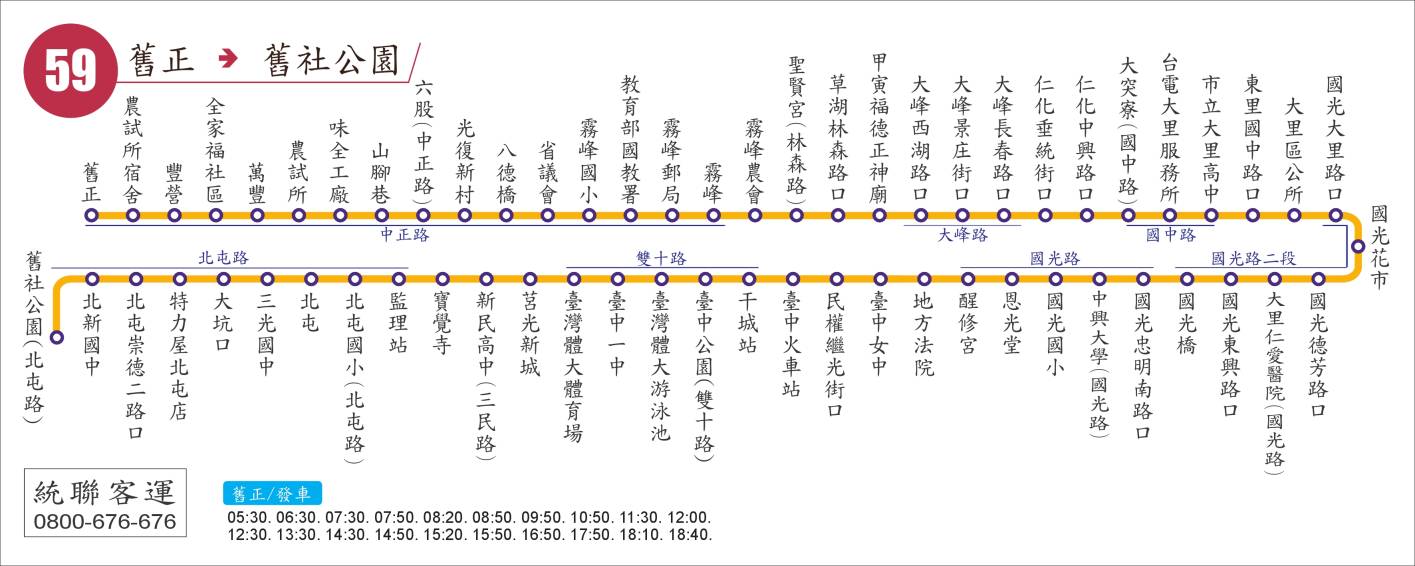 59
舊正 → 舊社公園
舊正
農試所宿舍
豐營
全家福社區
萬豐
農試所
味全工廠
山腳巷
六股(中正路)
光復新村
八德橋
省議會
霧峰國小
教育部國教署
霧峰郵局
霧峰
霧峰農會
聖賢宮(林森路)
草湖林森路口
甲寅福德正神廟
大峰西湖路口
大峰景庄街口
大峰長春路口
仁化垂統街口
仁化中興路口
大突寮(國中路)
台電大里服務所
市立大里高中
東里國中路口
大里區公所
國光大里路口
國光花市
中正路
大峰路
國中路
北屯路
雙十路
國光路
國光路二段
舊社公園(北屯路)
北新國中
北屯崇德二路口
特力屋北屯店
大坑口
三光國中
北屯
北屯國小(北屯路)
監理站
寶覺寺
新民高中(三民路)
莒光新城
臺灣體大體育場
臺中一中
臺灣體大游泳池
臺中公園(雙十路)
干城站
臺中火車站
民權繼光街口
臺中女中
地方法院
醒修宮
恩光堂
國光國小
中興大學(國光路)
國光忠明南路口
國光橋
國光東興路口
大里仁愛醫院(國光路)
國光德芳路口
統聯客運
0800-676-676
舊正/發車
05:30. 06:30. 07:30. 07:50. 08:20. 08:50. 09:50. 10:50. 11:30. 12:00.
12:30. 13:30. 14:30. 14:50. 15:20. 15:50. 16:50. 17:50. 18:10. 18:40.